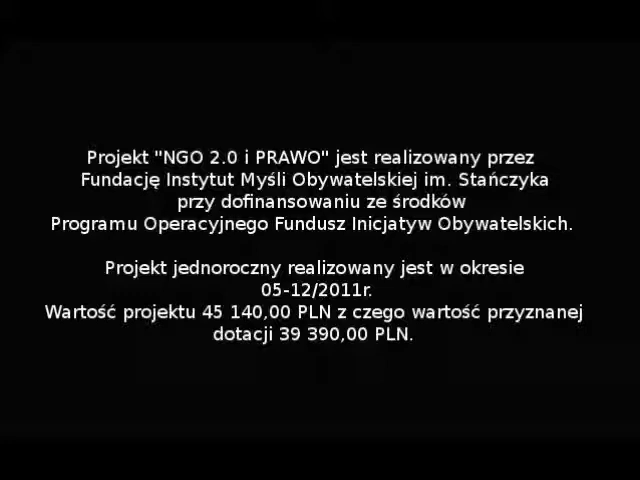 Projekt "NGO 2.0 i PRAWO" jest realizowany przez
Fundację Instytut Myśli Obywatelskiej im. Stańczyka
przy dofinansowaniu ze środków
Programu Operacyjnego Fundusz Inicjatyw Obywatelskich.
Projekt jednoroczny realizowany jest w okresie
05-12/2011r.
Wartość projektu 45 140,00 PLN z czego wartość przyznanej
dotacji 39 390,00 PLN.